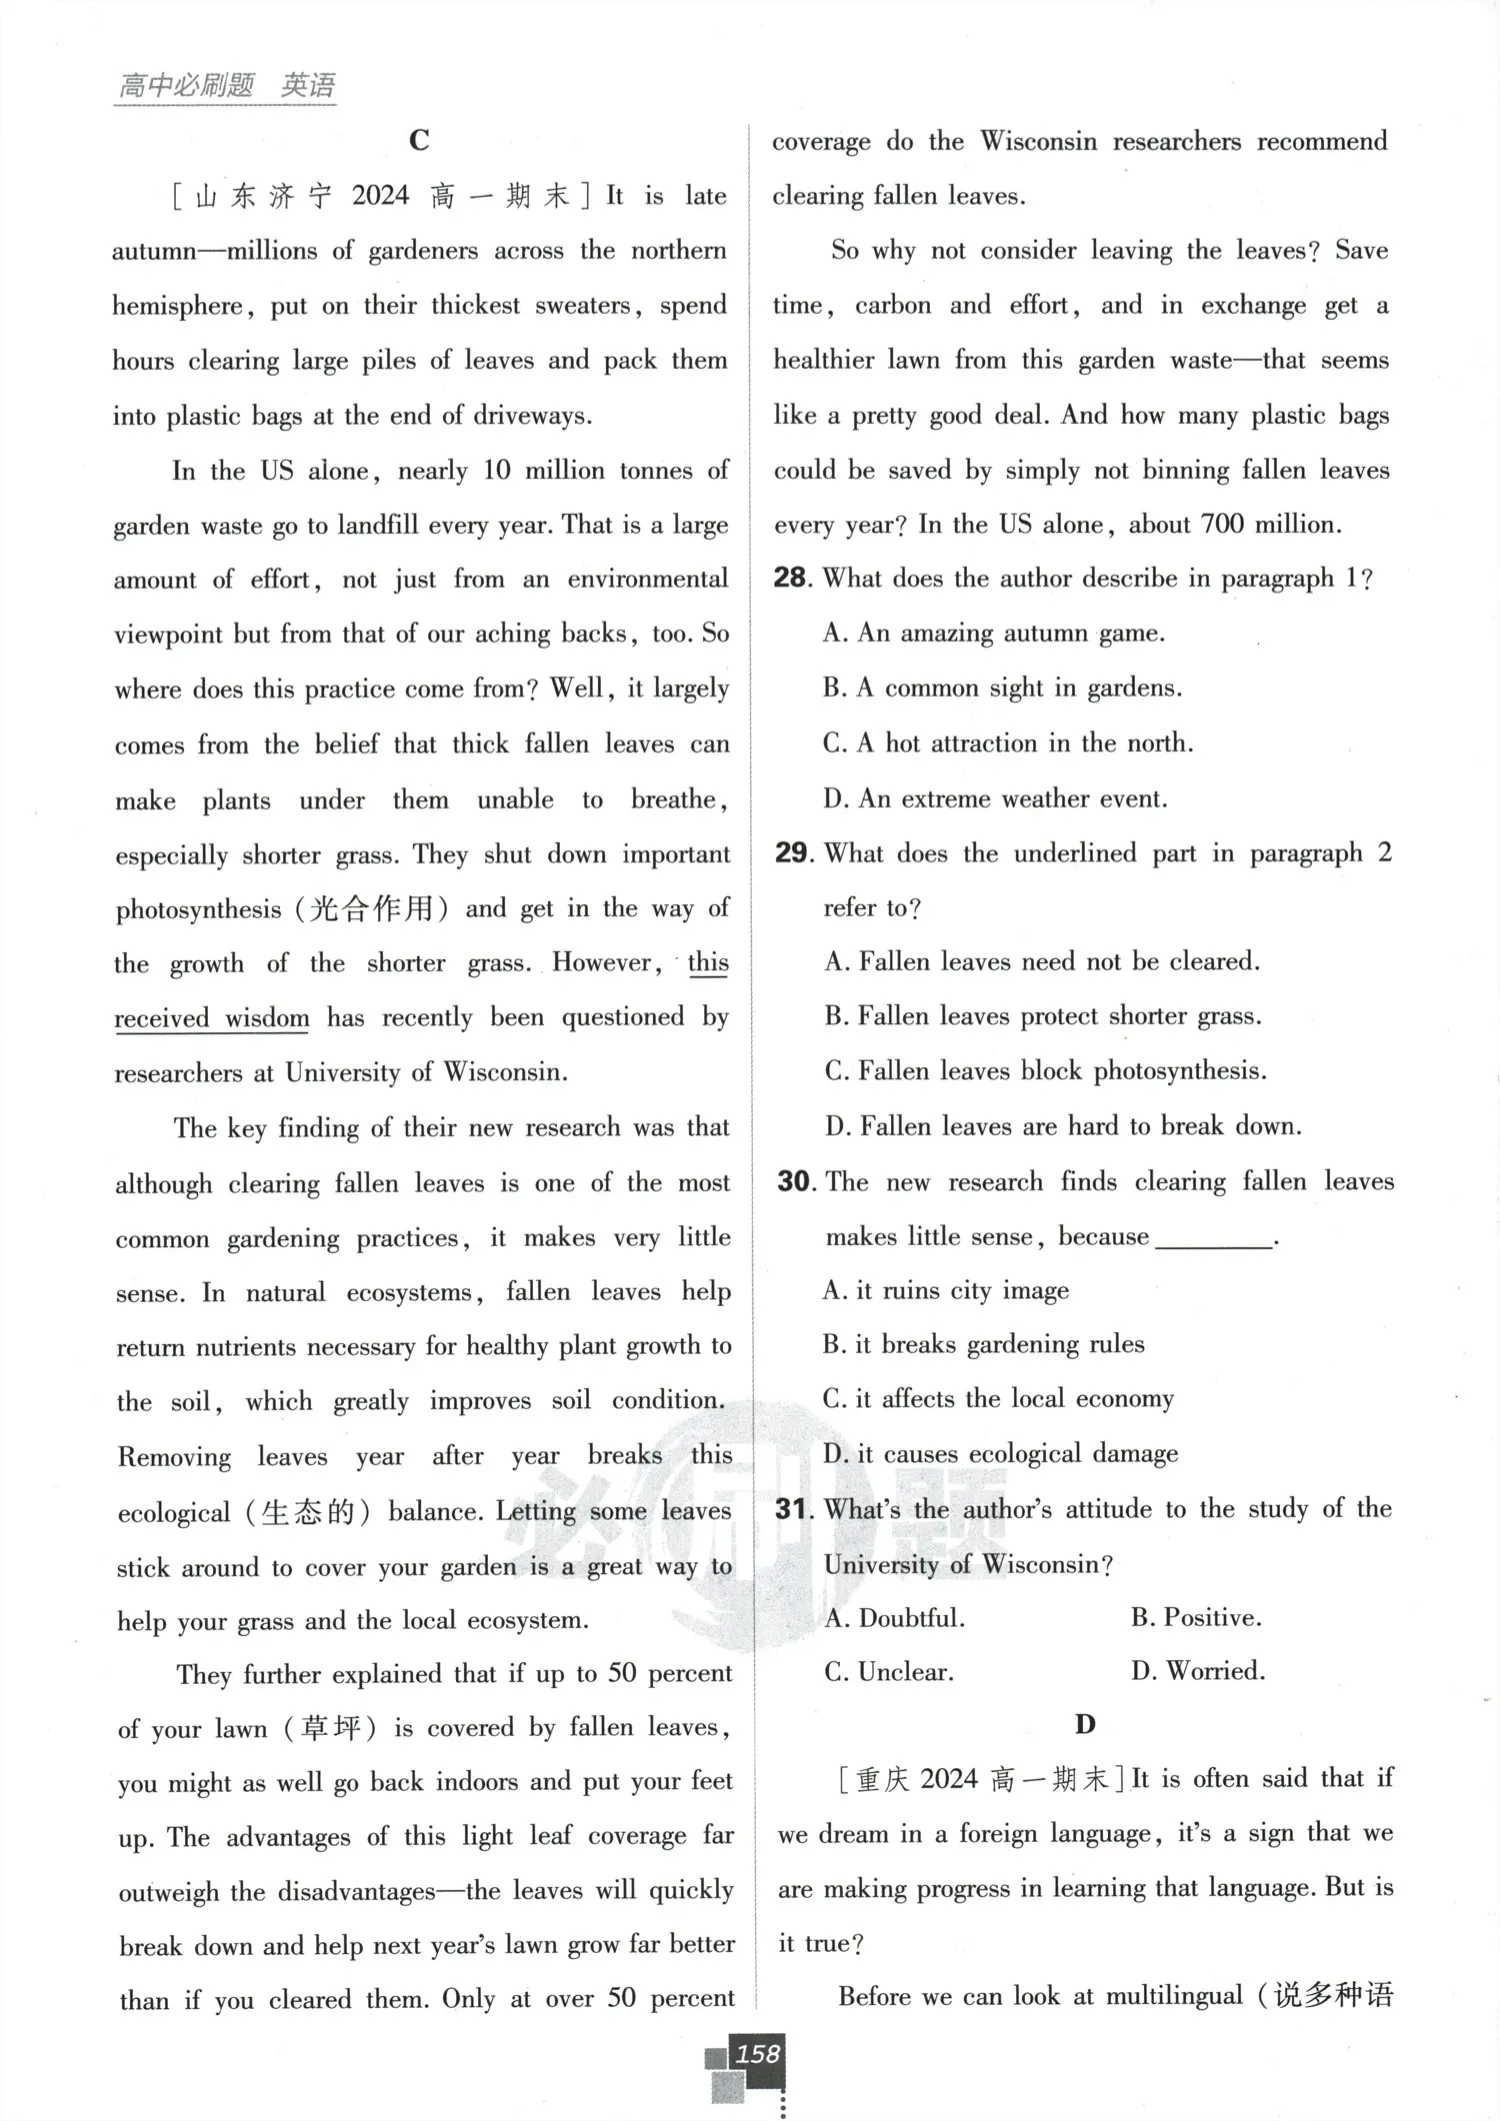 高中必刷题 英语
C
[山东济宁 2024 高一期末]It is late
autumn—millions of gardeners across the northern
hemisphere, put on their thickest sweaters, spend
hours clearing large piles of leaves and pack them
into plastic bags at the end of driveways.
In the US alone, nearly 10 million tonnes of
garden waste go to landfill every year. That is a large
amount of effort, not just from an environmental
viewpoint but from that of our aching backs, too. So
where does this practice come from? Well, it largely
comes from the belief that thick fallen leaves can
make plants under them unable to breathe,
especially shorter grass. They shut down important
photosynthesis (光合作用) and get in the way of
the growth of the shorter grass. However, this
received wisdom has recently been questioned by
researchers at University of Wisconsin.
The key finding of their new research was that
although clearing fallen leaves is one of the most
common gardening practices, it makes very little
sense. In natural ecosystems, fallen leaves help
return nutrients necessary for healthy plant growth to
the soil, which greatly improves soil condition.
Removing leaves year after year breaks this
ecological (生态的) balance. Letting some leaves
stick around to cover your garden is a great way to
help your grass and the local ecosystem.
They further explained that if up to 50 percent
of your lawn (草坪) is covered by fallen leaves,
you might as well go back indoors and put your feet
up. The advantages of this light leaf coverage far
outweigh the disadvantages—the leaves will quickly
break down and help next year's lawn grow far better
than if you cleared them. Only at over 50 percent
coverage do the Wisconsin researchers recommend
clearing fallen leaves.
So why not consider leaving the leaves? Save
time, carbon and effort, and in exchange get a
healthier lawn from this garden waste—that seems
like a pretty good deal. And how many plastic bags
could be saved by simply not binning fallen leaves
every year? In the US alone, about 700 million.
28. What does the author describe in paragraph 1?
A. An amazing autumn game.
B. A common sight in gardens.
C. A hot attraction in the north.
D. An extreme weather event.
29. What does the underlined part in paragraph 2
refer to?
A. Fallen leaves need not be cleared.
B. Fallen leaves protect shorter grass.
C. Fallen leaves block photosynthesis.
D. Fallen leaves are hard to break down.
30. The new research finds clearing fallen leaves
makes little sense, because ________.
A. it ruins city image
B. it breaks gardening rules
C. it affects the local economy
D. it causes ecological damage
31. What's the author's attitude to the study of the
University of Wisconsin?
A. Doubtful. B. Positive.
C. Unclear. D. Worried.
D
[重庆 2024 高一期末]It is often said that if
we dream in a foreign language, it's a sign that we
are making progress in learning that language. But is
it true?
Before we can look at multilingual (说多种语
必刷题
158